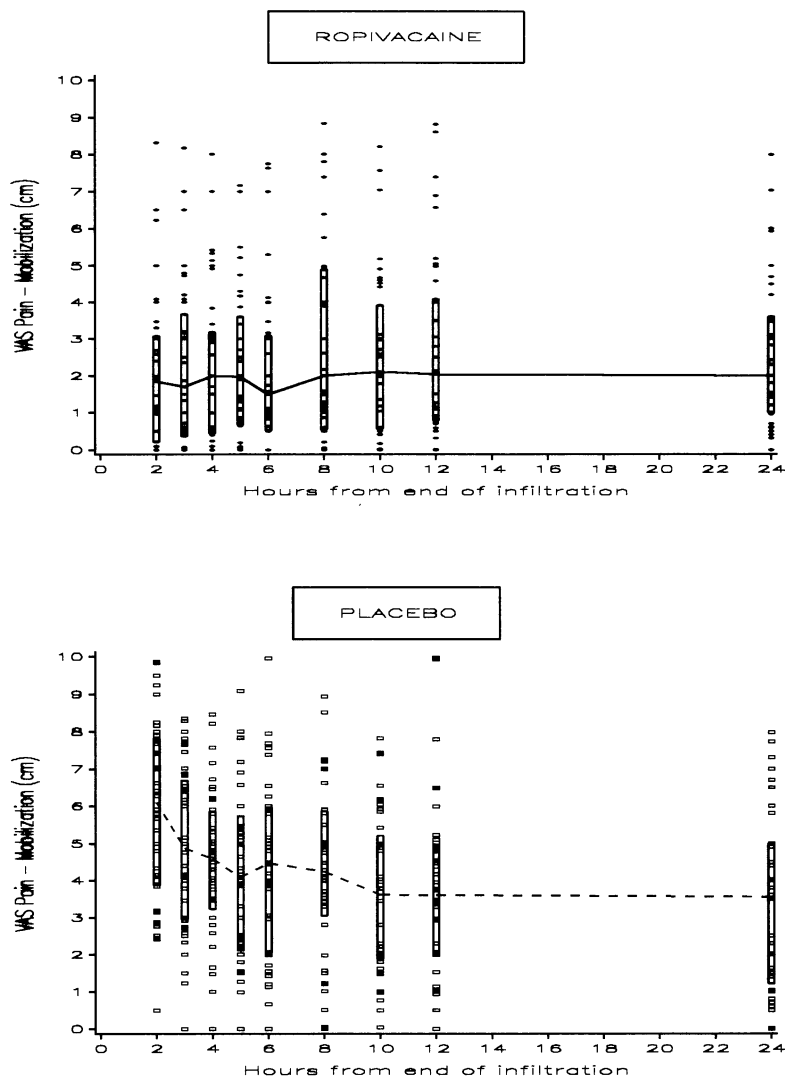 ROPIVACAINE
VAS Pain – Mobilization (cm)
10
9
8
7
6
5
4
3
2
1
0
0 2 4 6 8 10 12 14 16 18 20 22 24
Hours from end of infiltration
PLACEBO
VAS Pain – Mobilization (cm)
10
9
8
7
6
5
4
3
2
1
0
0 2 4 6 8 10 12 14 16 18 20 22 24
Hours from end of infiltration